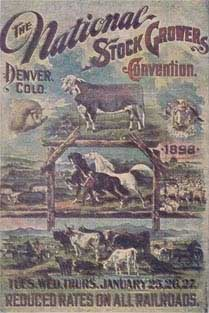 THE National
STOCK GROWERS
DENVER. COLO.
CONVENTION.
1898
TUES. WED. THURS. JANUARY 25, 26, 27.
REDUCED RATES ON ALL RAILROADS.